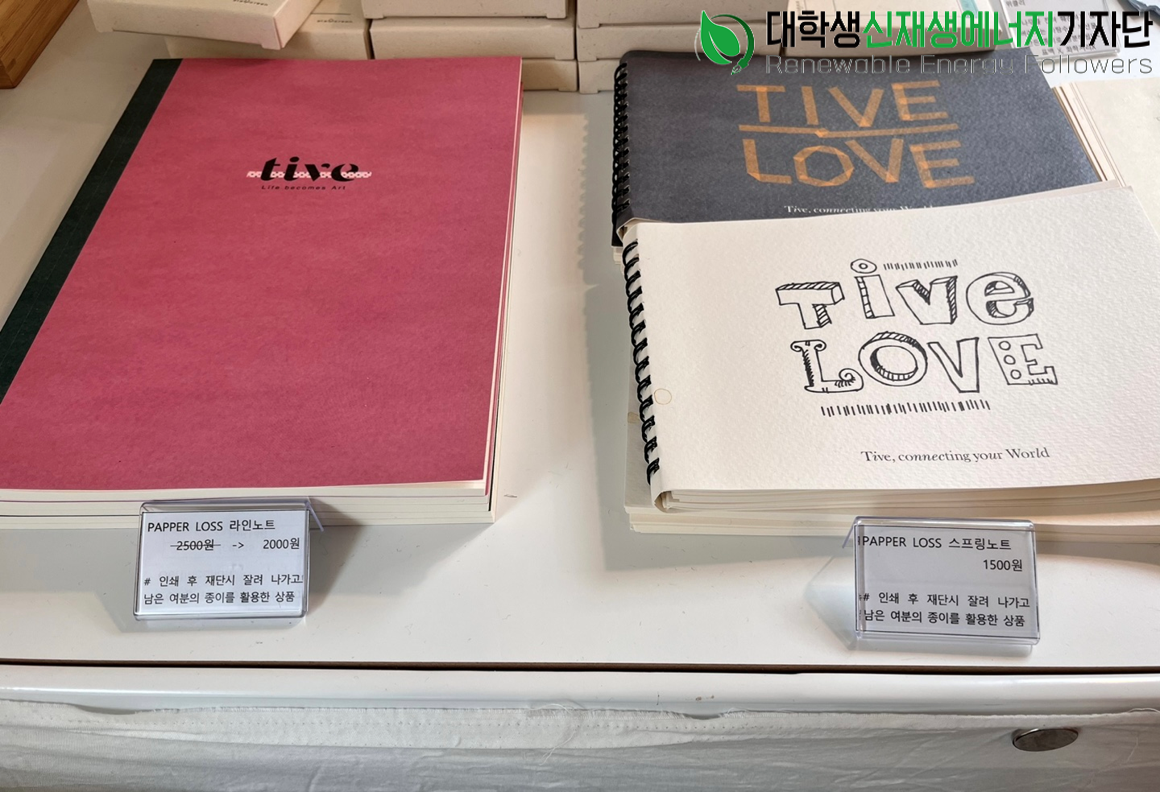 대학생신재생에너지기자단
Renewable Energy Followers
tive
Life becomes Art
TIVE
LOVE
Tive, connecting your World
Tive
LOVE
Tive, connecting your World
PAPPER LOSS 라인노트
2500원 -> 2000원
# 인쇄 후 재단시 잘려 나가고
남은 여분의 종이를 활용한 상품
PAPPER LOSS 스프링노트
1500원
# 인쇄 후 재단시 잘려 나가고
남은 여분의 종이를 활용한 상품